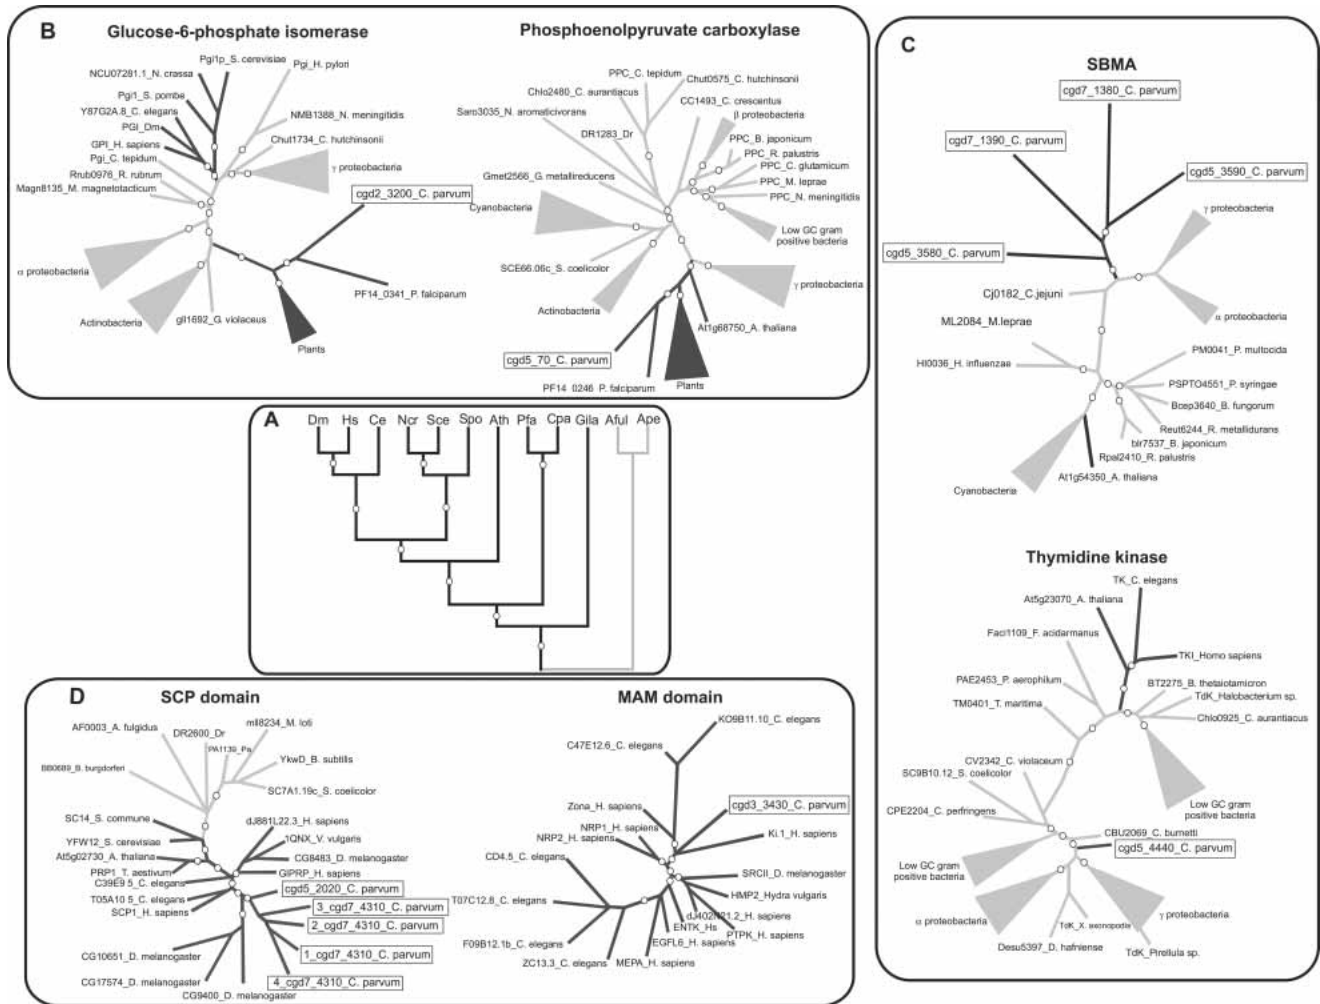 B
Glucose-6-phosphate isomerase
Pgi1p_S. cerevisiae
NCU07281.1_N. crassa
Pgi_H. pylori
Pgi1_S. pombe
Y87G2A.8_C. elegans
PGI_Dm
GPI_H. sapiens
Pgi_C. tepidum
Rrub0976_R. rubrum
Magn8135_M. magnetotacticum
NMB1388_N. meningitidis
Chut1734_C. hutchinsonii
γ proteobacteria
cgd2_3200_C. parvum
α proteobacteria
Actinobacteria
gll1692_G. violaceus
PF14_0341_P. falciparum
Plants
Phosphoenolpyruvate carboxylase
PPC_C. tepidum
Chut0575_C. hutchinsonii
Chlo2480_C. aurantiacus
CC1493_C. crescentus
Saro3035_N. aromaticivorans
β proteobacteria
DR1283_Dr
PPC_B. japonicum
PPC_R. palustris
PPC_C. glutamicum
Gmet2566_G. metallireducens
PPC_M. leprae
PPC_N. meningitidis
Cyanobacteria
Low GC gram
positive bacteria
SCE66.06c_S. coelicolor
γ proteobacteria
Actinobacteria
At1g68750_A. thaliana
cgd5_70_C. parvum
PF14_0246_P. falciparum
Plants
C
SBMA
cgd7_1380_C. parvum
cgd7_1390_C. parvum
cgd5_3590_C. parvum
γ proteobacteria
cgd5_3580_C. parvum
Cj0182_C.jejuni
α proteobacteria
ML2084_M.leprae
PM0041_P. multocida
HI0036_H. influenzae
PSPTO4551_P. syringae
Bcep3640_B. fungorum
Reut6244_R. metallidurans
blr7537_B. japonicum
Rpal2410_R. palustris
At1g54350_A. thaliana
Cyanobacteria
Thymidine kinase
TK_C. elegans
At5g23070_A. thaliana
Faci1109_F. acidarmanus
TKI_Homo sapiens
PAE2453_P. aerophilum
BT2275_B. thetaiotamicron
TdK_Halobacterium sp.
TM0401_T. maritima
Chlo0925_C. aurantiacus
CV2342_C. violaceum
SC9B10.12_S. coelicolor
Low GC gram
positive bacteria
CPE2204_C. perfringens
CBU2069_C. burnetti
cgd5_4440_C. parvum
Low GC gram
positive bacteria
α proteobacteria
TdK_X. axonopodis
γ proteobacteria
Desu5397_D. hafniense
TdK_Pirellula sp.
A
Dm Hs Ce Ncr Sce Spo Ath Pfa Cpa Gila Aful Ape
D
SCP domain
AF0003_A. fulgidus
mll8234_M. loti
DR2600_Dr
PA1139_Pa
BB0689_B. burgdorferi
YkwD_B. subtilis
SC7A1.19c_S. coelicolor
SC14_S. commune
dJ881L22.3_H. sapiens
YFW12_S. cerevisiae
1QNX_V. vulgaris
At5g02730_A. thaliana
CG8483_D. melanogaster
PRP1_T. aestivum
GlPRP_H. sapiens
C39E9 5_C. elegans
cgd5_2020_C. parvum
T05A10 5_C. elegans
3_cgd7_4310_C. parvum
SCP1_H. sapiens
2_cgd7_4310_C. parvum
1_cgd7_4310_C. parvum
CG10651_D. melanogaster
4_cgd7_4310_C. parvum
CG17574_D. melanogaster
CG9400_D. melanogaster
MAM domain
KO9B11.10_C. elegans
C47E12.6_C. elegans
Zona_H. sapiens
cgd3_3430_C. parvum
NRP1_H. sapiens
NRP2_H. sapiens
KL1_H. sapiens
CD4.5_C. elegans
SRCII_D. melanogaster
HMP2_Hydra vulgaris
T07C12.8_C. elegans
dJ402N21.2_H. sapiens
ENTK_Hs
PTPK_H. sapiens
F09B12.1b_C. elegans
EGFL6_H. sapiens
ZC13.3_C. elegans
MEPA_H. sapiens